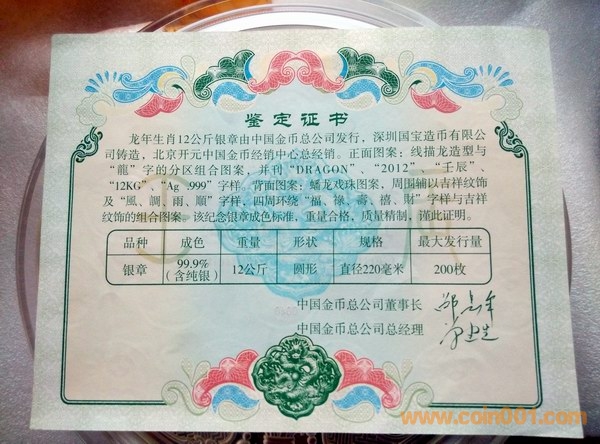 鉴定证书
龙年生肖12公斤银章由中国金币总公司发行，深圳国宝造币有限公
司铸造，北京开元中国金币经销中心总经销。正面图案：线描龙造型与
“龍”字的分区组合图案，并刊“DRAGON”、“2012”、“壬辰”、
“12KG” Ag .999”字样。背面图案：蟠龙戏珠图案，周围辅以吉祥纹饰
及“風、調、雨、順”字样，四周环绕“福、禄、壽、禧、財”字样与吉祥
纹饰的组合图案。该纪念银章成色标准，重量合格，质量精制，谨此证明。
品种 成色 重量 形状 规格 最大发行量
银章 99.9% (含纯银) 12公斤 圆形 直径220毫米 200枚
中国金币总公司董事长
中国金币总公司总经理
www.coin001.com